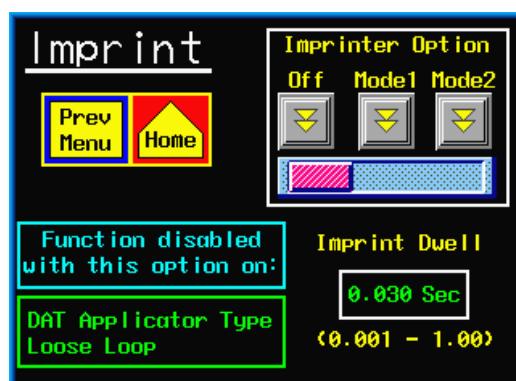 Imprint
Imprinter Option
Off Mode1 Mode2
Prev
Menu
Home
Function disabled
with this option on:
DAT Applicator Type
Loose Loop
Imprint Dwell
0.030 Sec
(0.001 - 1.00)